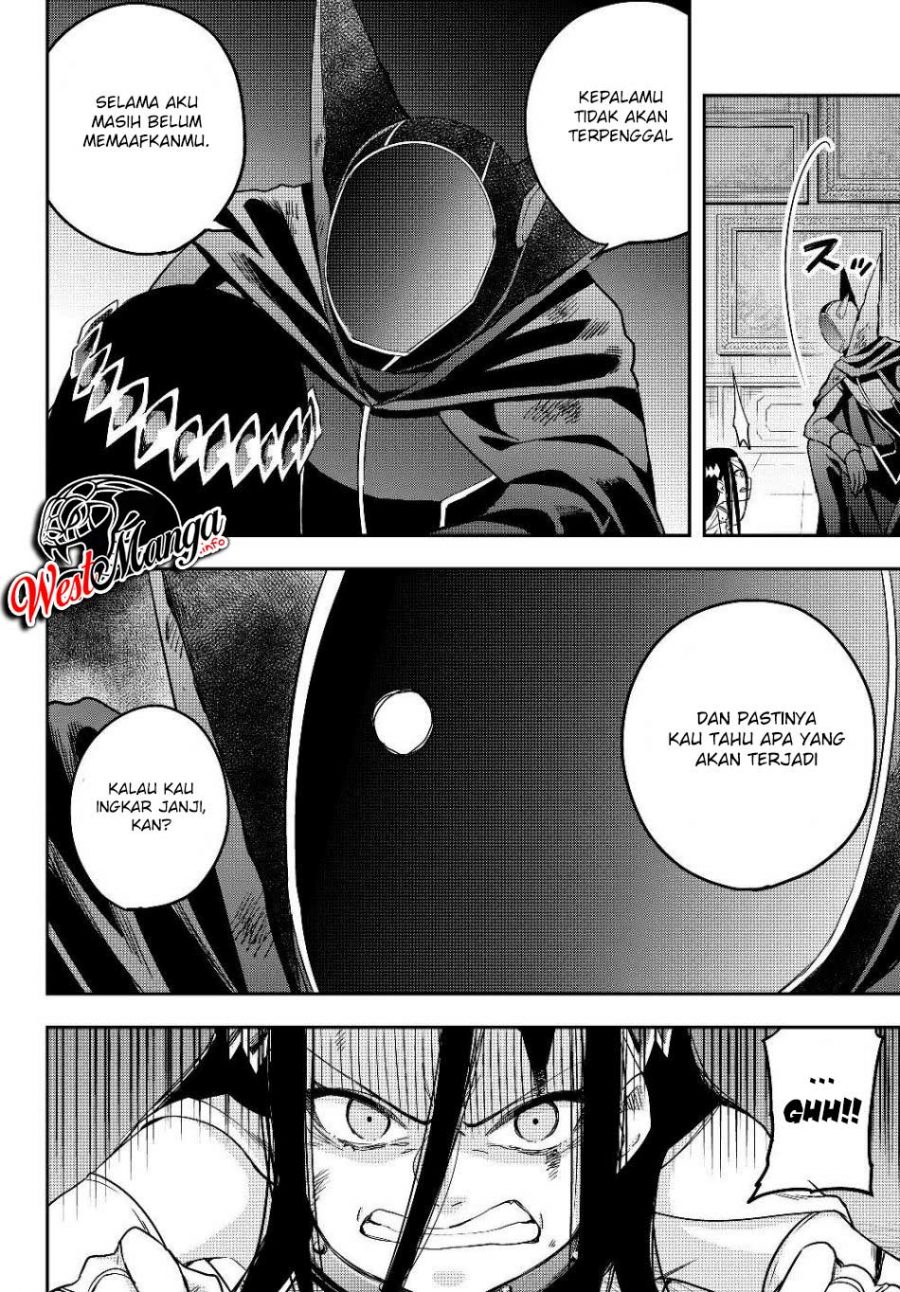 KEPALAMU
TIDAK AKAN
TERPENGGAL
SELAMA AKU
MASIH BELUM
MEMAAFKANMU.
スッ
WestManga
.info
DAN PASTINYA
KAU TAHU APA YANG
AKAN TERJADI
KALAU KAU
INGKAR JANJI,
KAN?
...
GHH!!